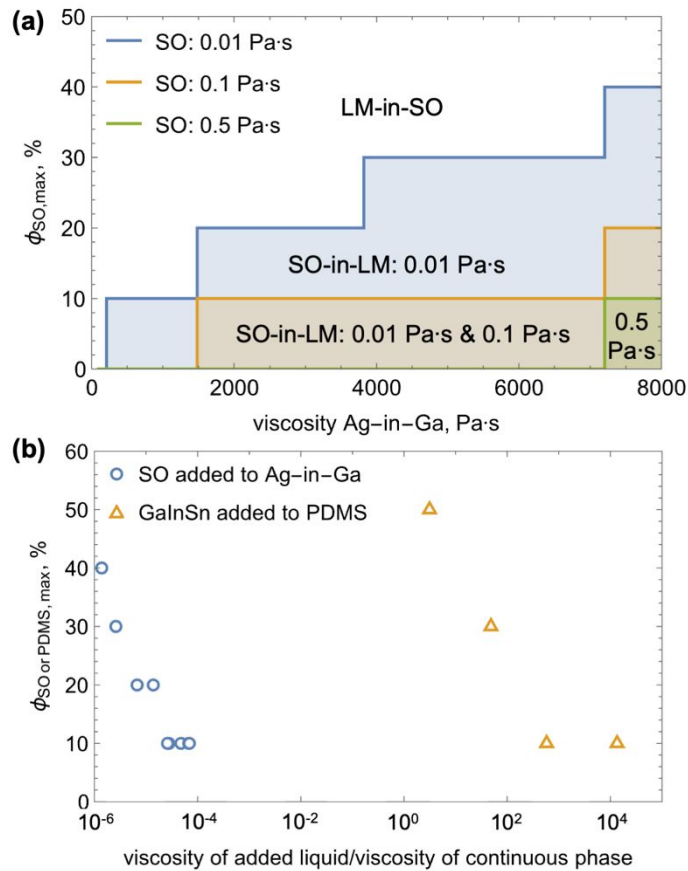 (a)
50
40
30
20
10
0
ϕSO,max, %
SO: 0.01 Pa·s
SO: 0.1 Pa·s
SO: 0.5 Pa·s
LM-in-SO
SO-in-LM: 0.01 Pa·s
SO-in-LM: 0.01 Pa·s & 0.1 Pa·s
0.5
Pa·s
0 2000 4000 6000 8000
viscosity Ag–in–Ga, Pa·s
(b)
60
50
40
30
20
10
0
ϕSO or PDMS, max, %
SO added to Ag–in–Ga
GaInSn added to PDMS
10⁻⁶ 10⁻⁴ 10⁻² 10⁰ 10² 10⁴
viscosity of added liquid/viscosity of continuous phase